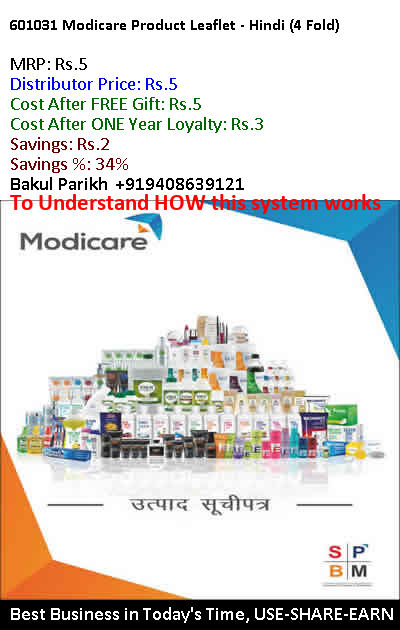 601031 Modicare Product Leaflet - Hindi (4 Fold)
MRP: Rs.5
Distributor Price: Rs.5
Cost After FREE Gift: Rs.5
Cost After ONE Year Loyalty: Rs.3
Savings: Rs.2
Savings %: 34%
Bakul Parikh +919408639121
To Understand HOW this system works
Modicare
उत्पाद सूचीपत्र
S P
B M
Best Business in Today's Time, USE-SHARE-EARN